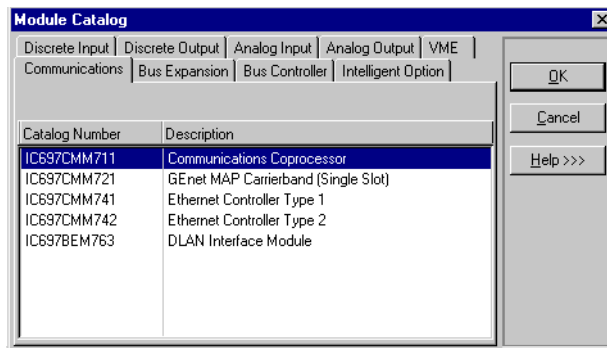 Module Catalog
Discrete Input Discrete Output Analog Input Analog Output VME
Communications Bus Expansion Bus Controller Intelligent Option
OK
Cancel
Help >>>
Catalog Number Description
IC697CMM711 Communications Coprocessor
IC697CMM721 GEnet MAP Carrierband (Single Slot)
IC697CMM741 Ethernet Controller Type 1
IC697CMM742 Ethernet Controller Type 2
IC697BEM763 DLAN Interface Module